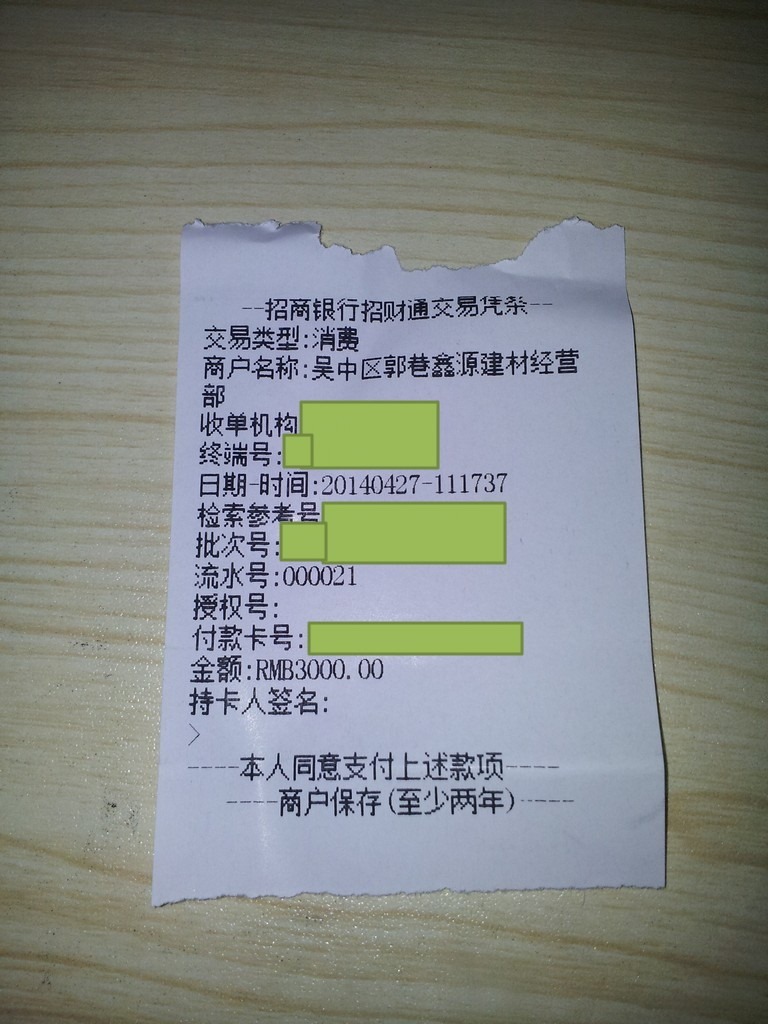 --招商银行招财通交易凭条--
交易类型:消费
商户名称:吴中区郭巷鑫源建材经营
部
收单机构
终端号:
日期-时间:20140427-111737
检索参考号
批次号:
流水号:000021
授权号:
付款卡号:
金额:RMB3000.00
持卡人签名:
>
----本人同意支付上述款项----
----商户保存(至少两年)----